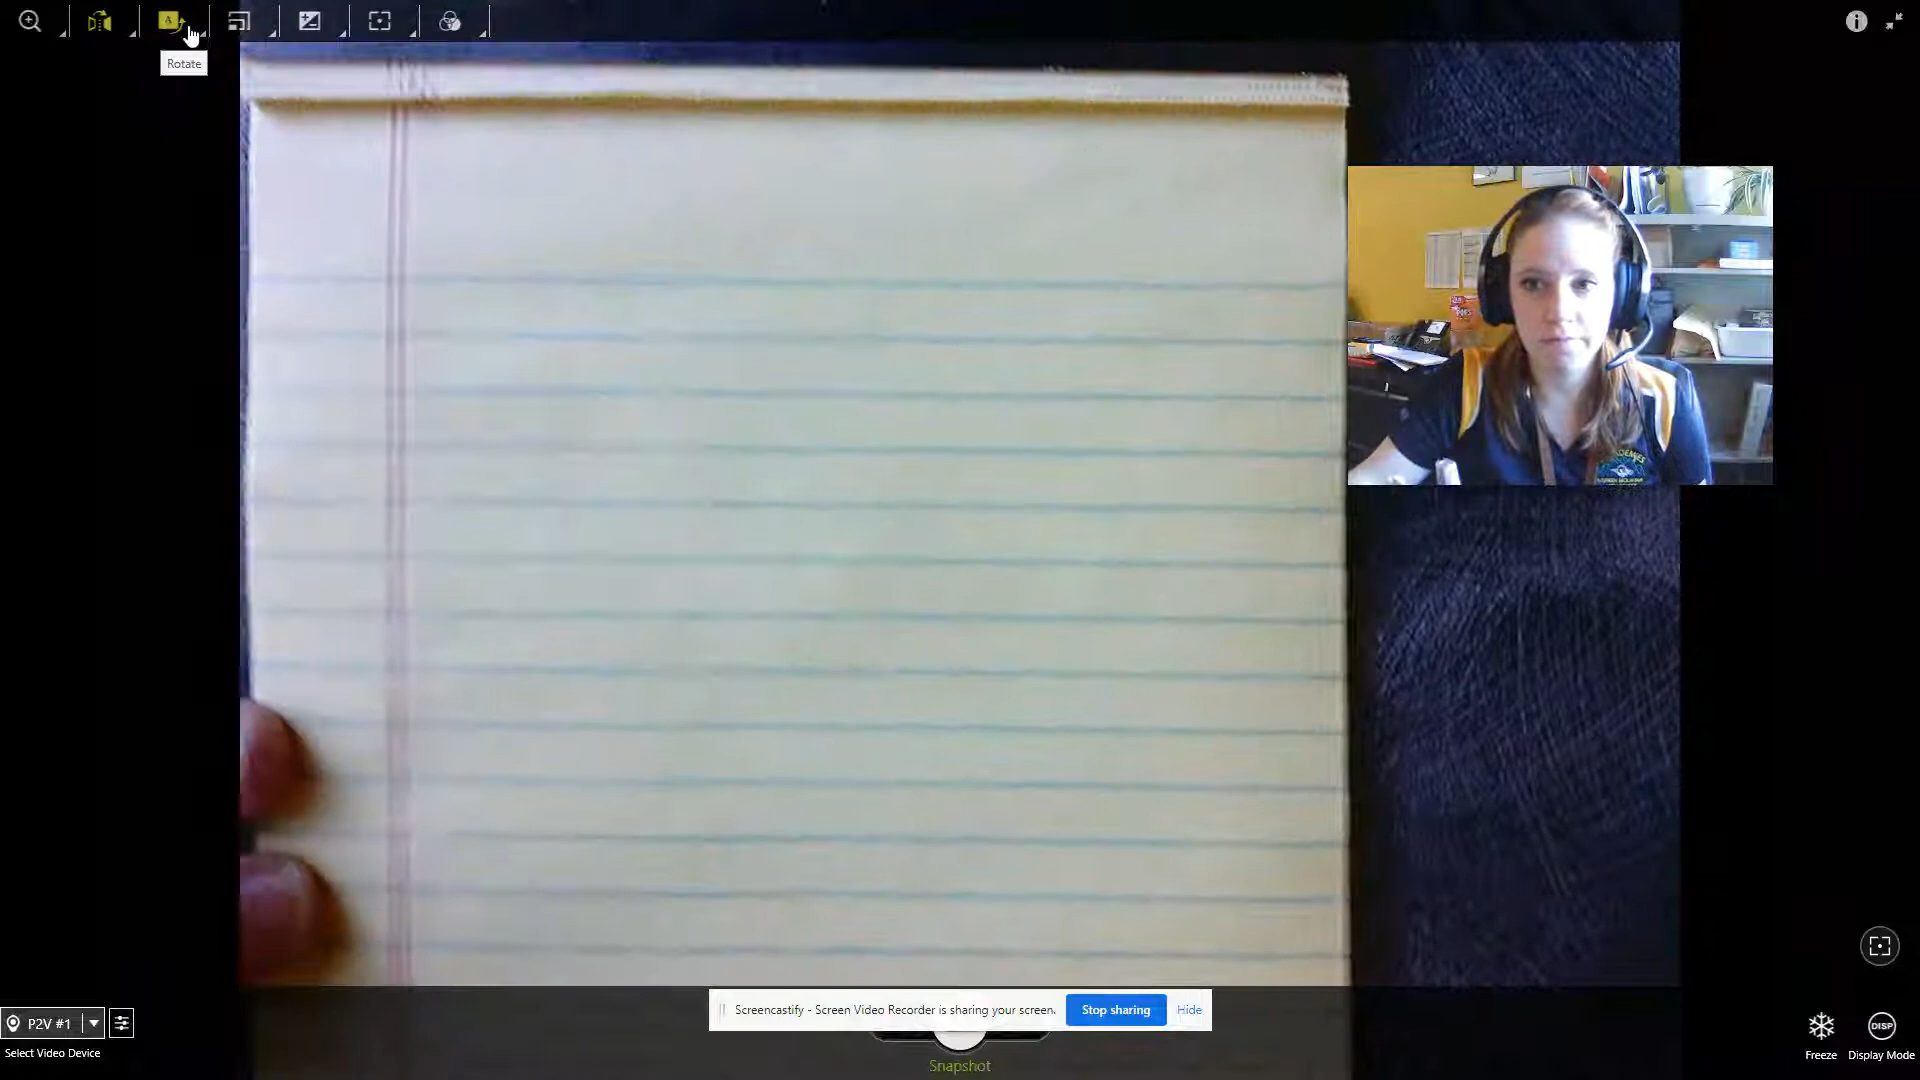 A
Rotate
Screencastify - Screen Video Recorder is sharing your screen.
Stop sharing
Hide
P2V #1
Select Video Device
Snapshot
Freeze
DISP
Display Mode